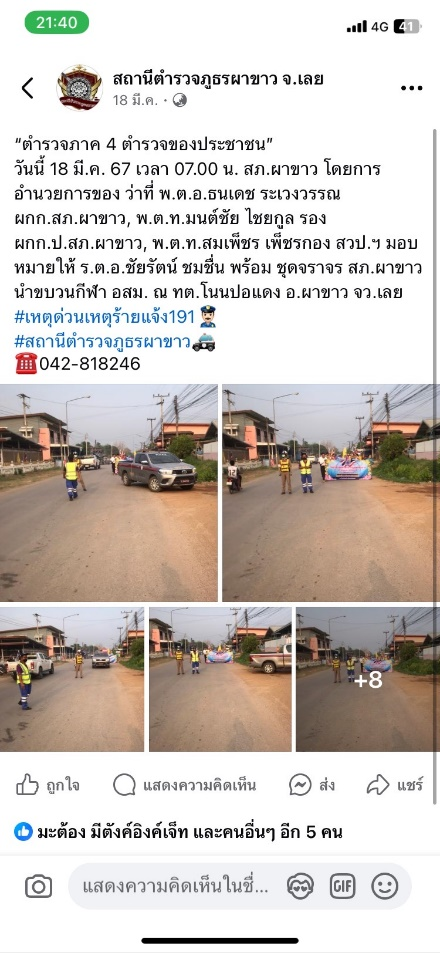 21:40
4G
41
สถานีตำรวจภูธรผาขาว จ.เลย
18 มี.ค. ·
“ตำรวจภาค 4 ตำรวจของประชาชน”
วันนี้ 18 มี.ค. 67 เวลา 07.00 น. สภ.ผาขาว โดยการ
อำนวยการของ ว่าที่ พ.ต.อ.ธนเดช ระเวงวรรณ
ผกก.สภ.ผาขาว, พ.ต.ท.มนต์ชัย ไชยกูล รอง
ผกก.ป.สภ.ผาขาว, พ.ต.ท.สมเพ็ชร เพ็ชรกอง สวป.ฯ มอบ
หมายให้ ร.ต.อ.ชัยรัตน์ ชมชื่น พร้อม ชุดจราจร สภ.ผาขาว
นำขบวนกีฬา อสม. ณ ทต.โนนปอแดง อ.ผาขาว จว.เลย
#เหตุด่วนเหตุร้ายแจ้ง191
#สถานีตำรวจภูธรผาขาว
042-818246
+8
ถูกใจ
แสดงความคิดเห็น
ส่ง
แชร์
มะต้อง มีตังค์อิงค์เจ็ท และคนอื่นๆ อีก 5 คน
แสดงความคิดเห็นในชื่...
GIF